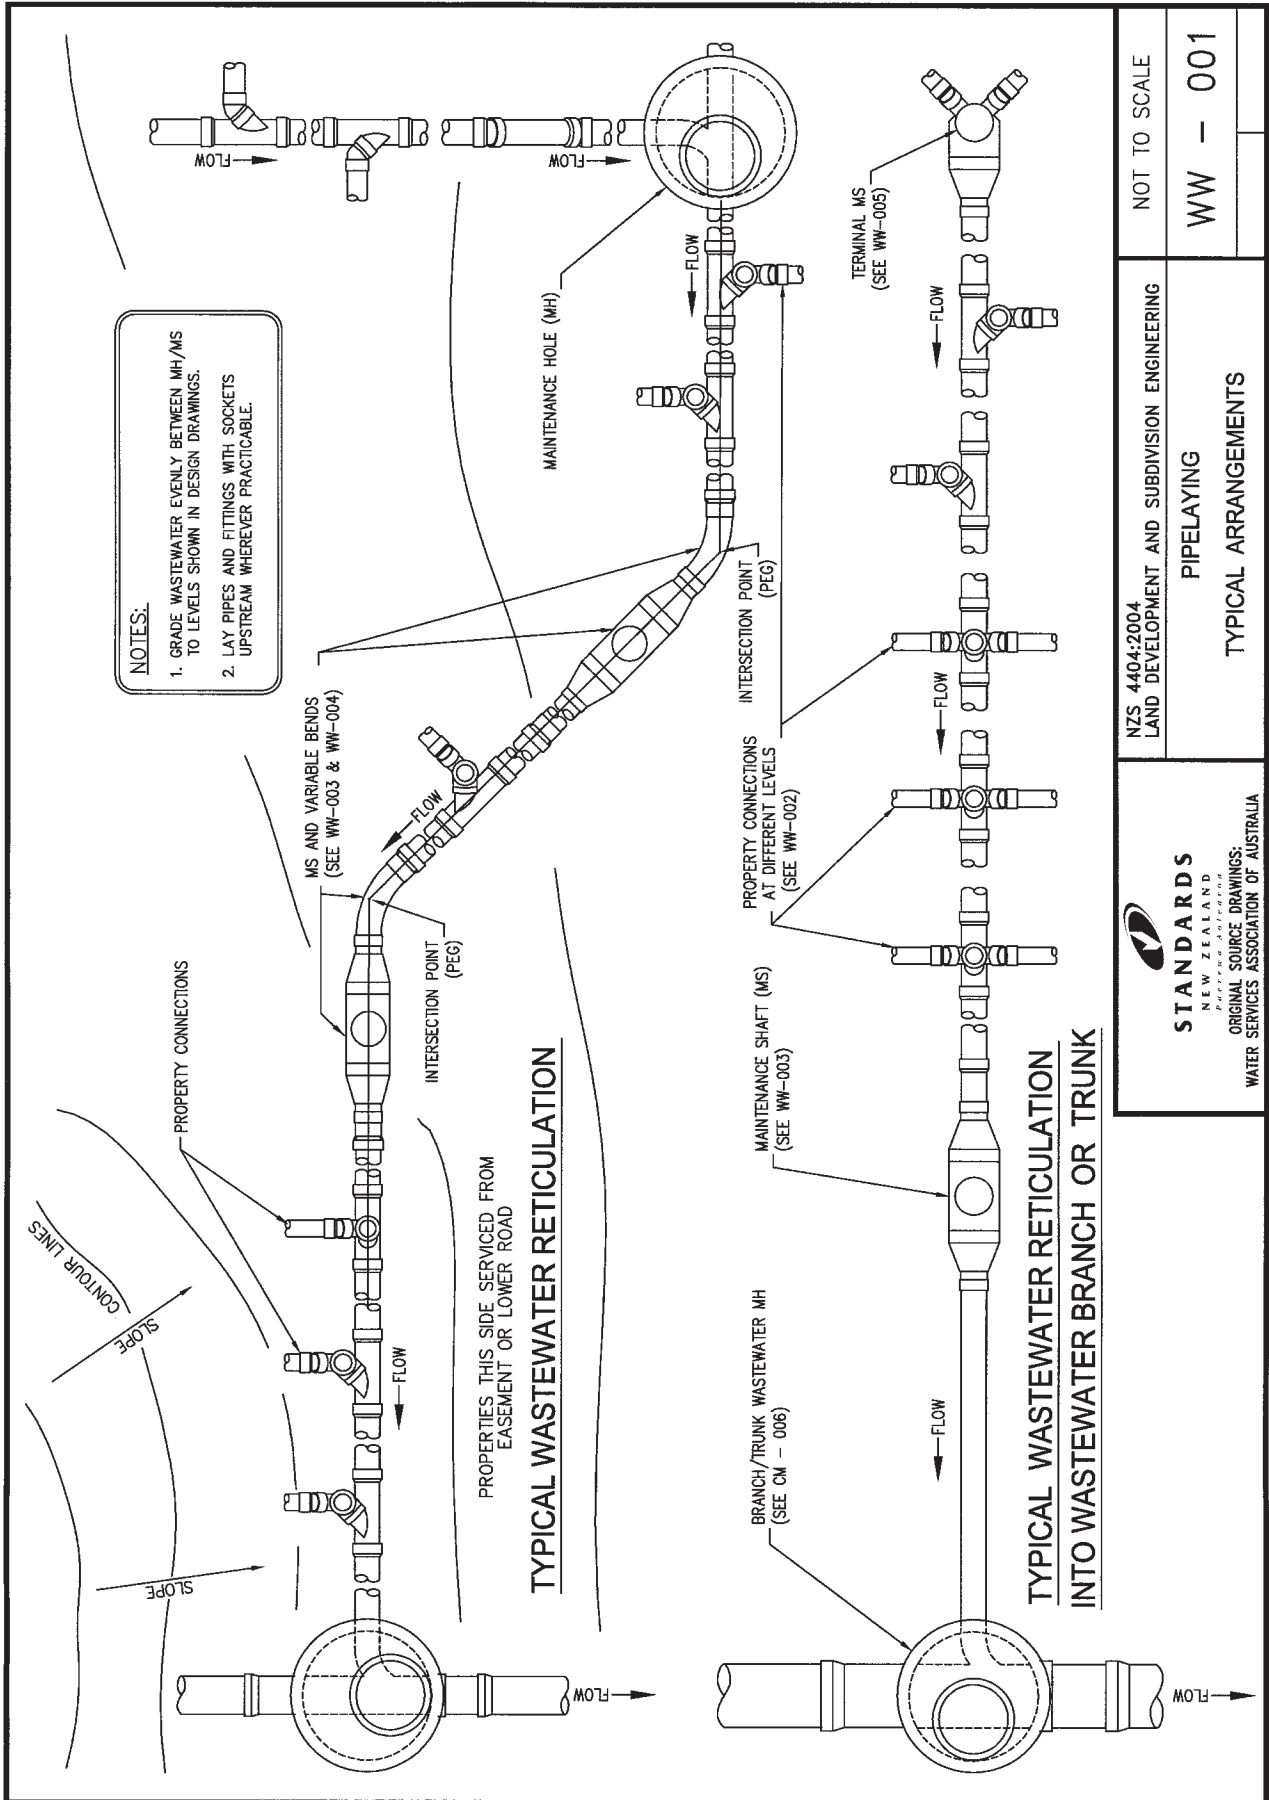 CONTOUR LINES
SLOPE
SLOPE
PROPERTY CONNECTIONS
MS AND VARIABLE BENDS
(SEE WW-003 & WW-004)
NOTES:
1. GRADE WASTEWATER EVENLY BETWEEN MH/MS
TO LEVELS SHOWN IN DESIGN DRAWINGS.
2. LAY PIPES AND FITTINGS WITH SOCKETS
UPSTREAM WHEREVER PRACTICABLE.
FLOW
FLOW
MAINTENANCE HOLE (MH)
FLOW
FLOW
INTERSECTION POINT
(PEG)
INTERSECTION POINT
(PEG)
FLOW
FLOW
PROPERTIES THIS SIDE SERVICED FROM
EASEMENT OR LOWER ROAD
TYPICAL WASTEWATER RETICULATION
BRANCH/TRUNK WASTEWATER MH
(SEE CM - 006)
MAINTENANCE SHAFT (MS)
(SEE WW-003)
PROPERTY CONNECTIONS
AT DIFFERENT LEVELS
(SEE WW-002)
TERMINAL MS
(SEE WW-005)
FLOW
FLOW
FLOW
FLOW
TYPICAL WASTEWATER RETICULATION
INTO WASTEWATER BRANCH OR TRUNK
STANDARDS
NEW ZEALAND
ORIGINAL SOURCE DRAWINGS:
WATER SERVICES ASSOCIATION OF AUSTRALIA
NZS 4404:2004
LAND DEVELOPMENT AND SUBDIVISION ENGINEERING
PIPELAYING
TYPICAL ARRANGEMENTS
NOT TO SCALE
WW - 001